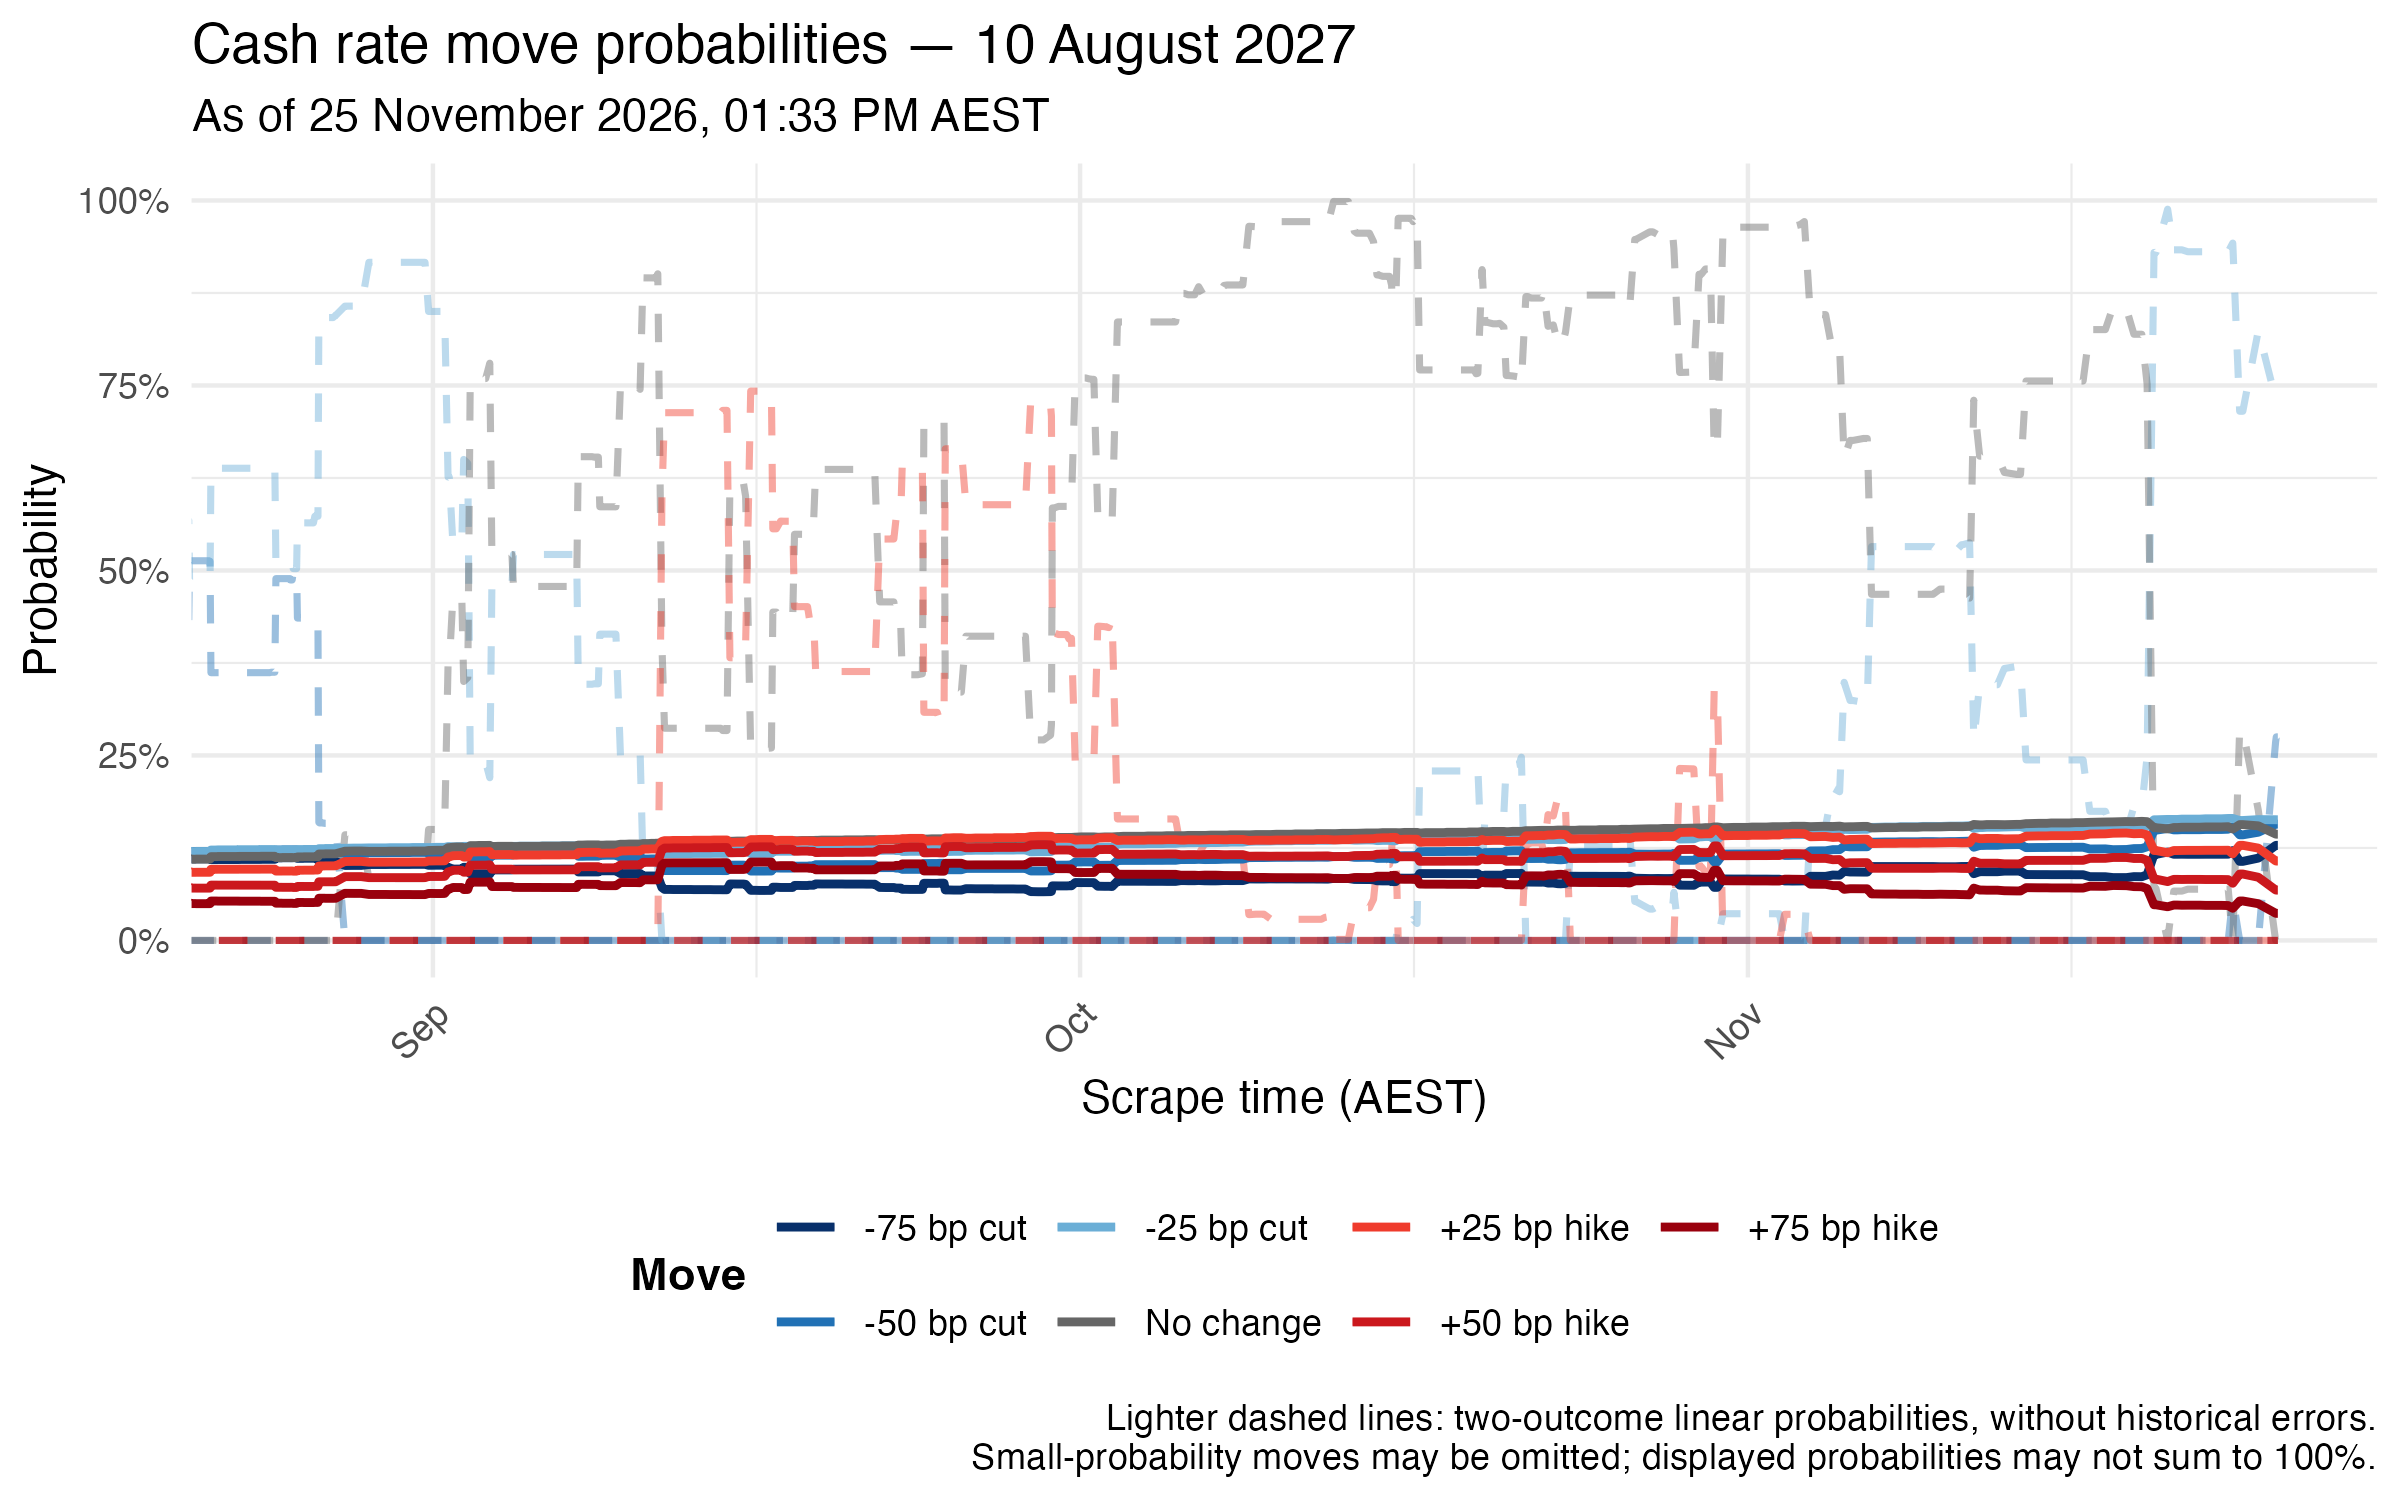 Cash rate move probabilities — 10 August 2027
As of 25 November 2026, 01:33 PM AEST
Probability
100%
75%
50%
25%
0%
Sep
Oct
Nov
Scrape time (AEST)
Move
-75 bp cut
-25 bp cut
+25 bp hike
+75 bp hike
-50 bp cut
No change
+50 bp hike
Lighter dashed lines: two-outcome linear probabilities, without historical errors.
Small-probability moves may be omitted; displayed probabilities may not sum to 100%.